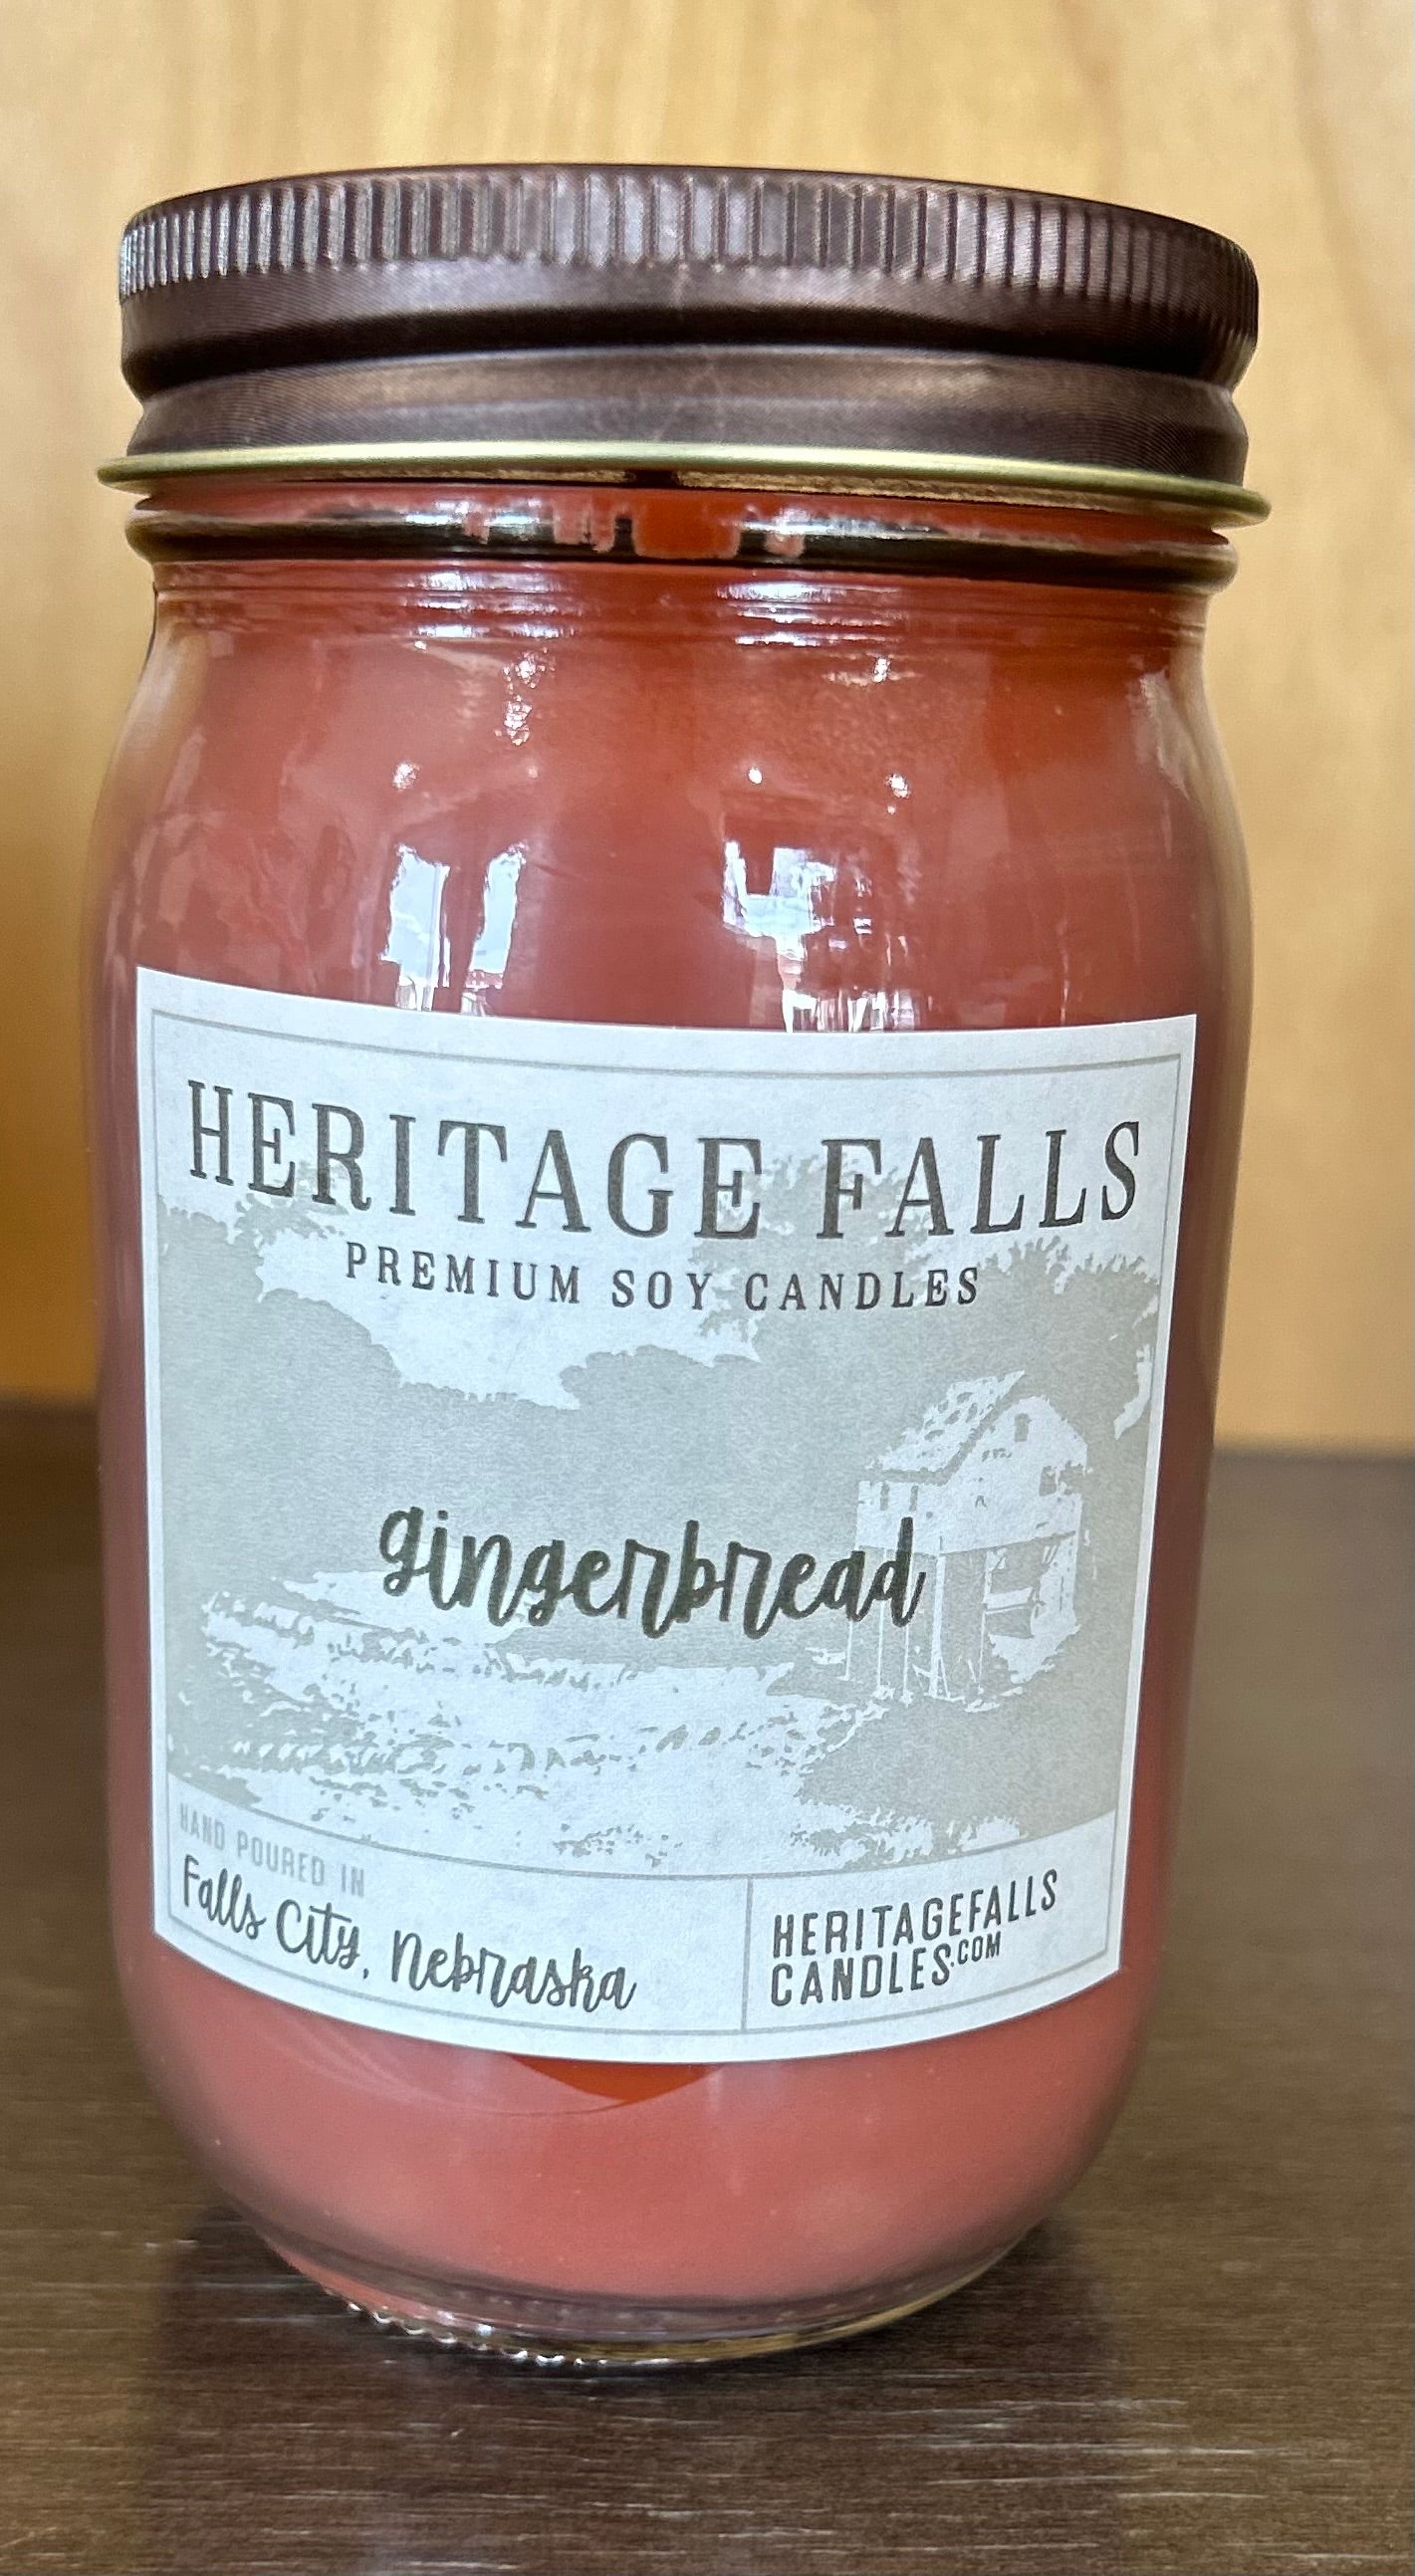 HERITAGE FALLS
PREMIUM SOY CANDLES
gingerbread
HAND POURED IN
Falls City, Nebraska
HERITAGEFALLS
CANDLES.COM